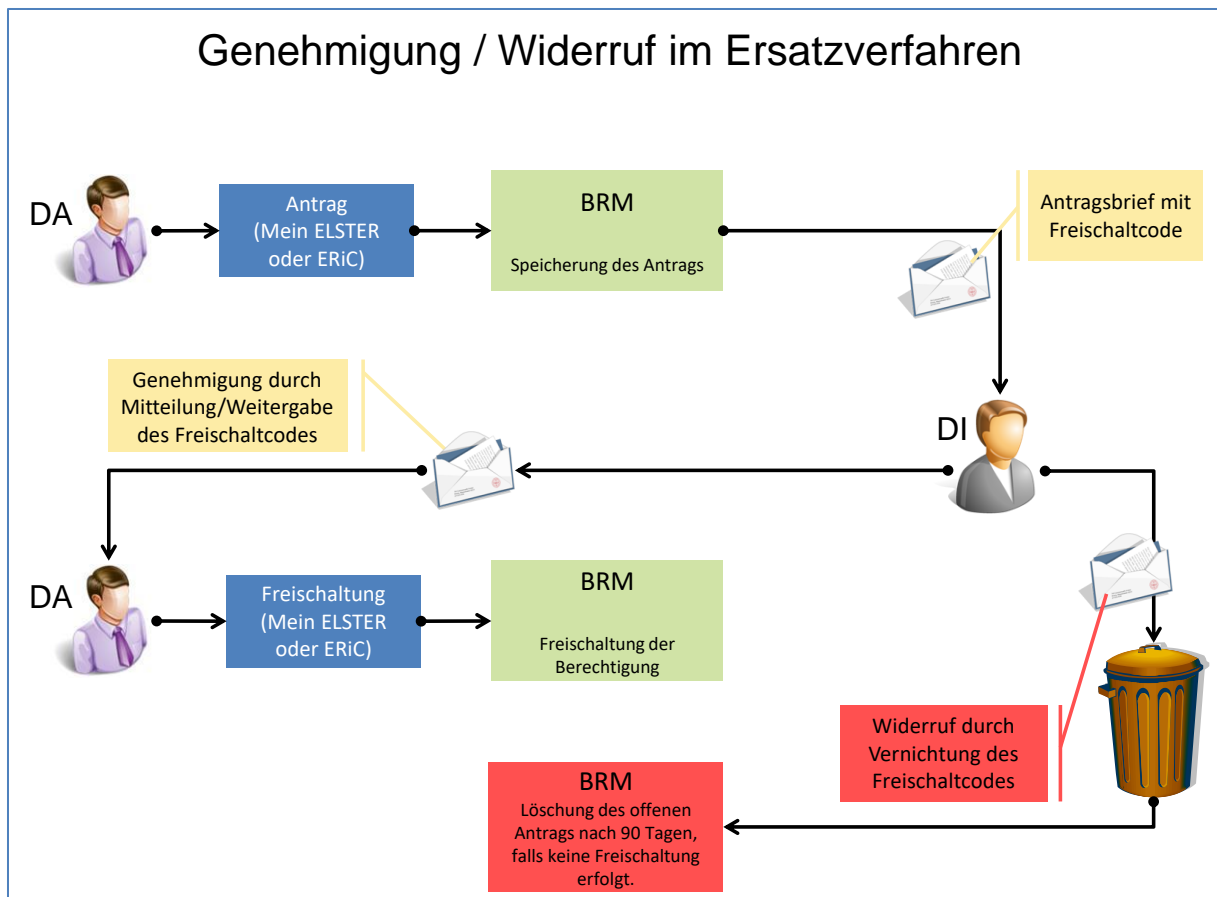 Genehmigung / Widerruf im Ersatzverfahren
DA
Antrag
(Mein ELSTER
oder ERiC)
BRM
Speicherung des Antrags
Antragsbrief mit
Freischaltcode
Genehmigung durch
Mitteilung/Weitergabe
des Freischaltcodes
DI
DA
Freischaltung
(Mein ELSTER
oder ERiC)
BRM
Freischaltung der
Berechtigung
Widerruf durch
Vernichtung des
Freischaltcodes
BRM
Löschung des offenen
Antrags nach 90 Tagen,
falls keine Freischaltung
erfolgt.